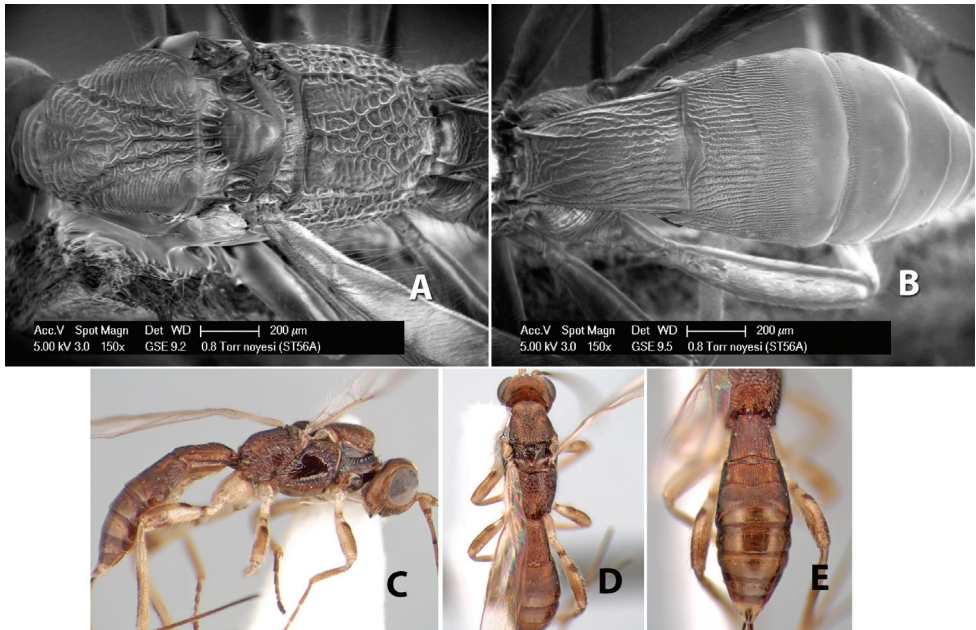 A
Acc.V Spot Magn Det WD 200 µm
5.00 kV 3.0 150x GSE 9.2 0.8 Torr noyesi (ST56A)
B
Acc.V Spot Magn Det WD 200 µm
5.00 kV 3.0 150x GSE 9.5 0.8 Torr noyesi (ST56A)
C
D
E